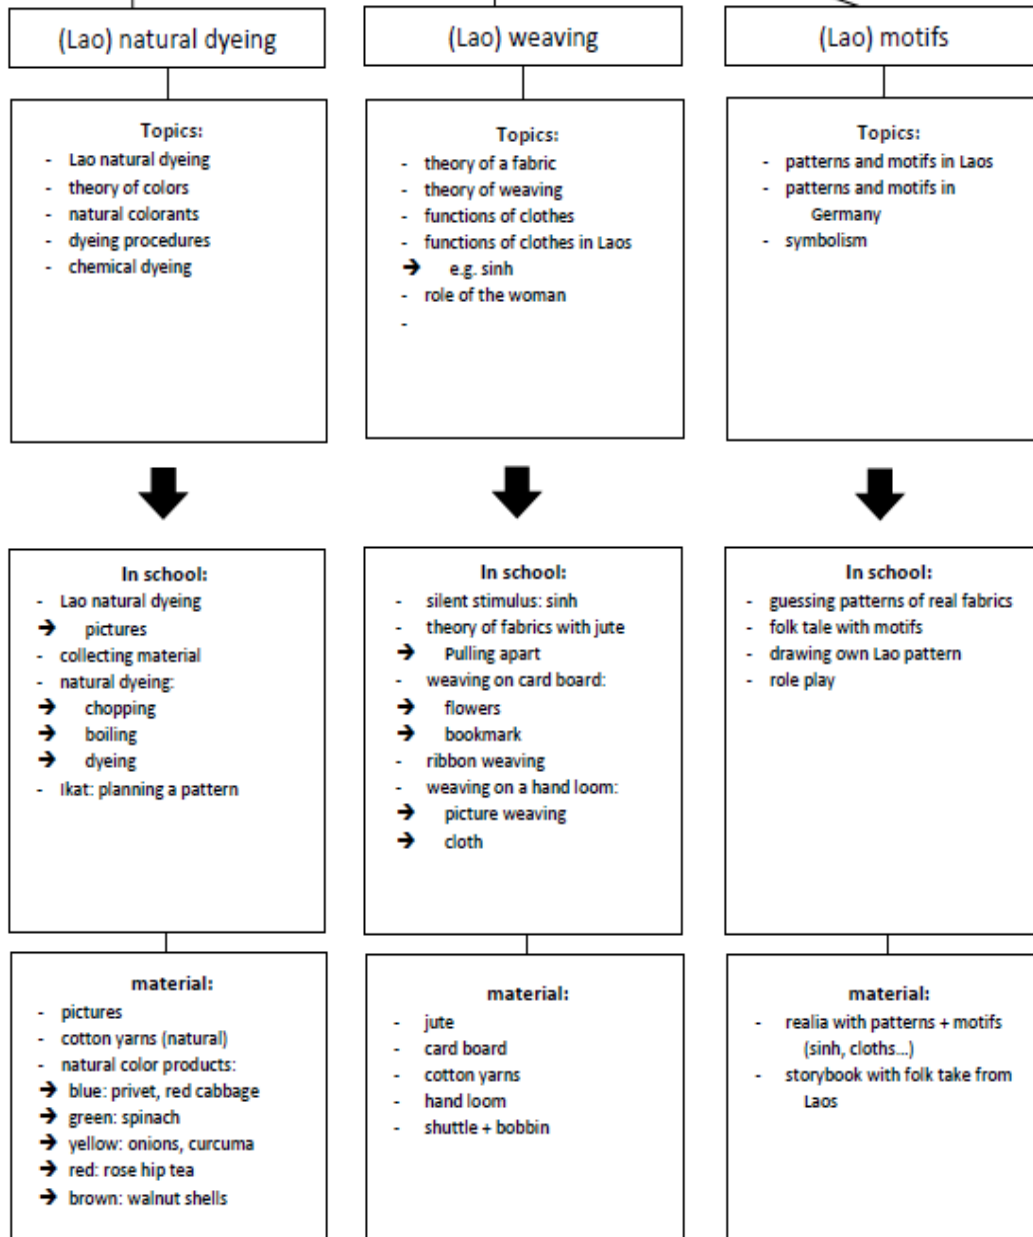 (Lao) natural dyeing
Topics:
- Lao natural dyeing
- theory of colors
- natural colorants
- dyeing procedures
- chemical dyeing
In school:
- Lao natural dyeing
➔ pictures
- collecting material
- natural dyeing:
➔ chopping
➔ boiling
➔ dyeing
- Ikat: planning a pattern
material:
- pictures
- cotton yarns (natural)
- natural color products:
➔ blue: privet, red cabbage
➔ green: spinach
➔ yellow: onions, curcuma
➔ red: rose hip tea
➔ brown: walnut shells
(Lao) weaving
Topics:
- theory of a fabric
- theory of weaving
- functions of clothes
- functions of clothes in Laos
➔ e.g. sinh
- role of the woman
-
In school:
- silent stimulus: sinh
- theory of fabrics with jute
➔ Pulling apart
- weaving on card board:
➔ flowers
➔ bookmark
- ribbon weaving
- weaving on a hand loom:
➔ picture weaving
➔ cloth
material:
- jute
- card board
- cotton yarns
- hand loom
- shuttle + bobbin
(Lao) motifs
Topics:
- patterns and motifs in Laos
- patterns and motifs in
Germany
- symbolism
In school:
- guessing patterns of real fabrics
- folk tale with motifs
- drawing own Lao pattern
- role play
material:
- realia with patterns + motifs
(sinh, cloths...)
- storybook with folk take from
Laos